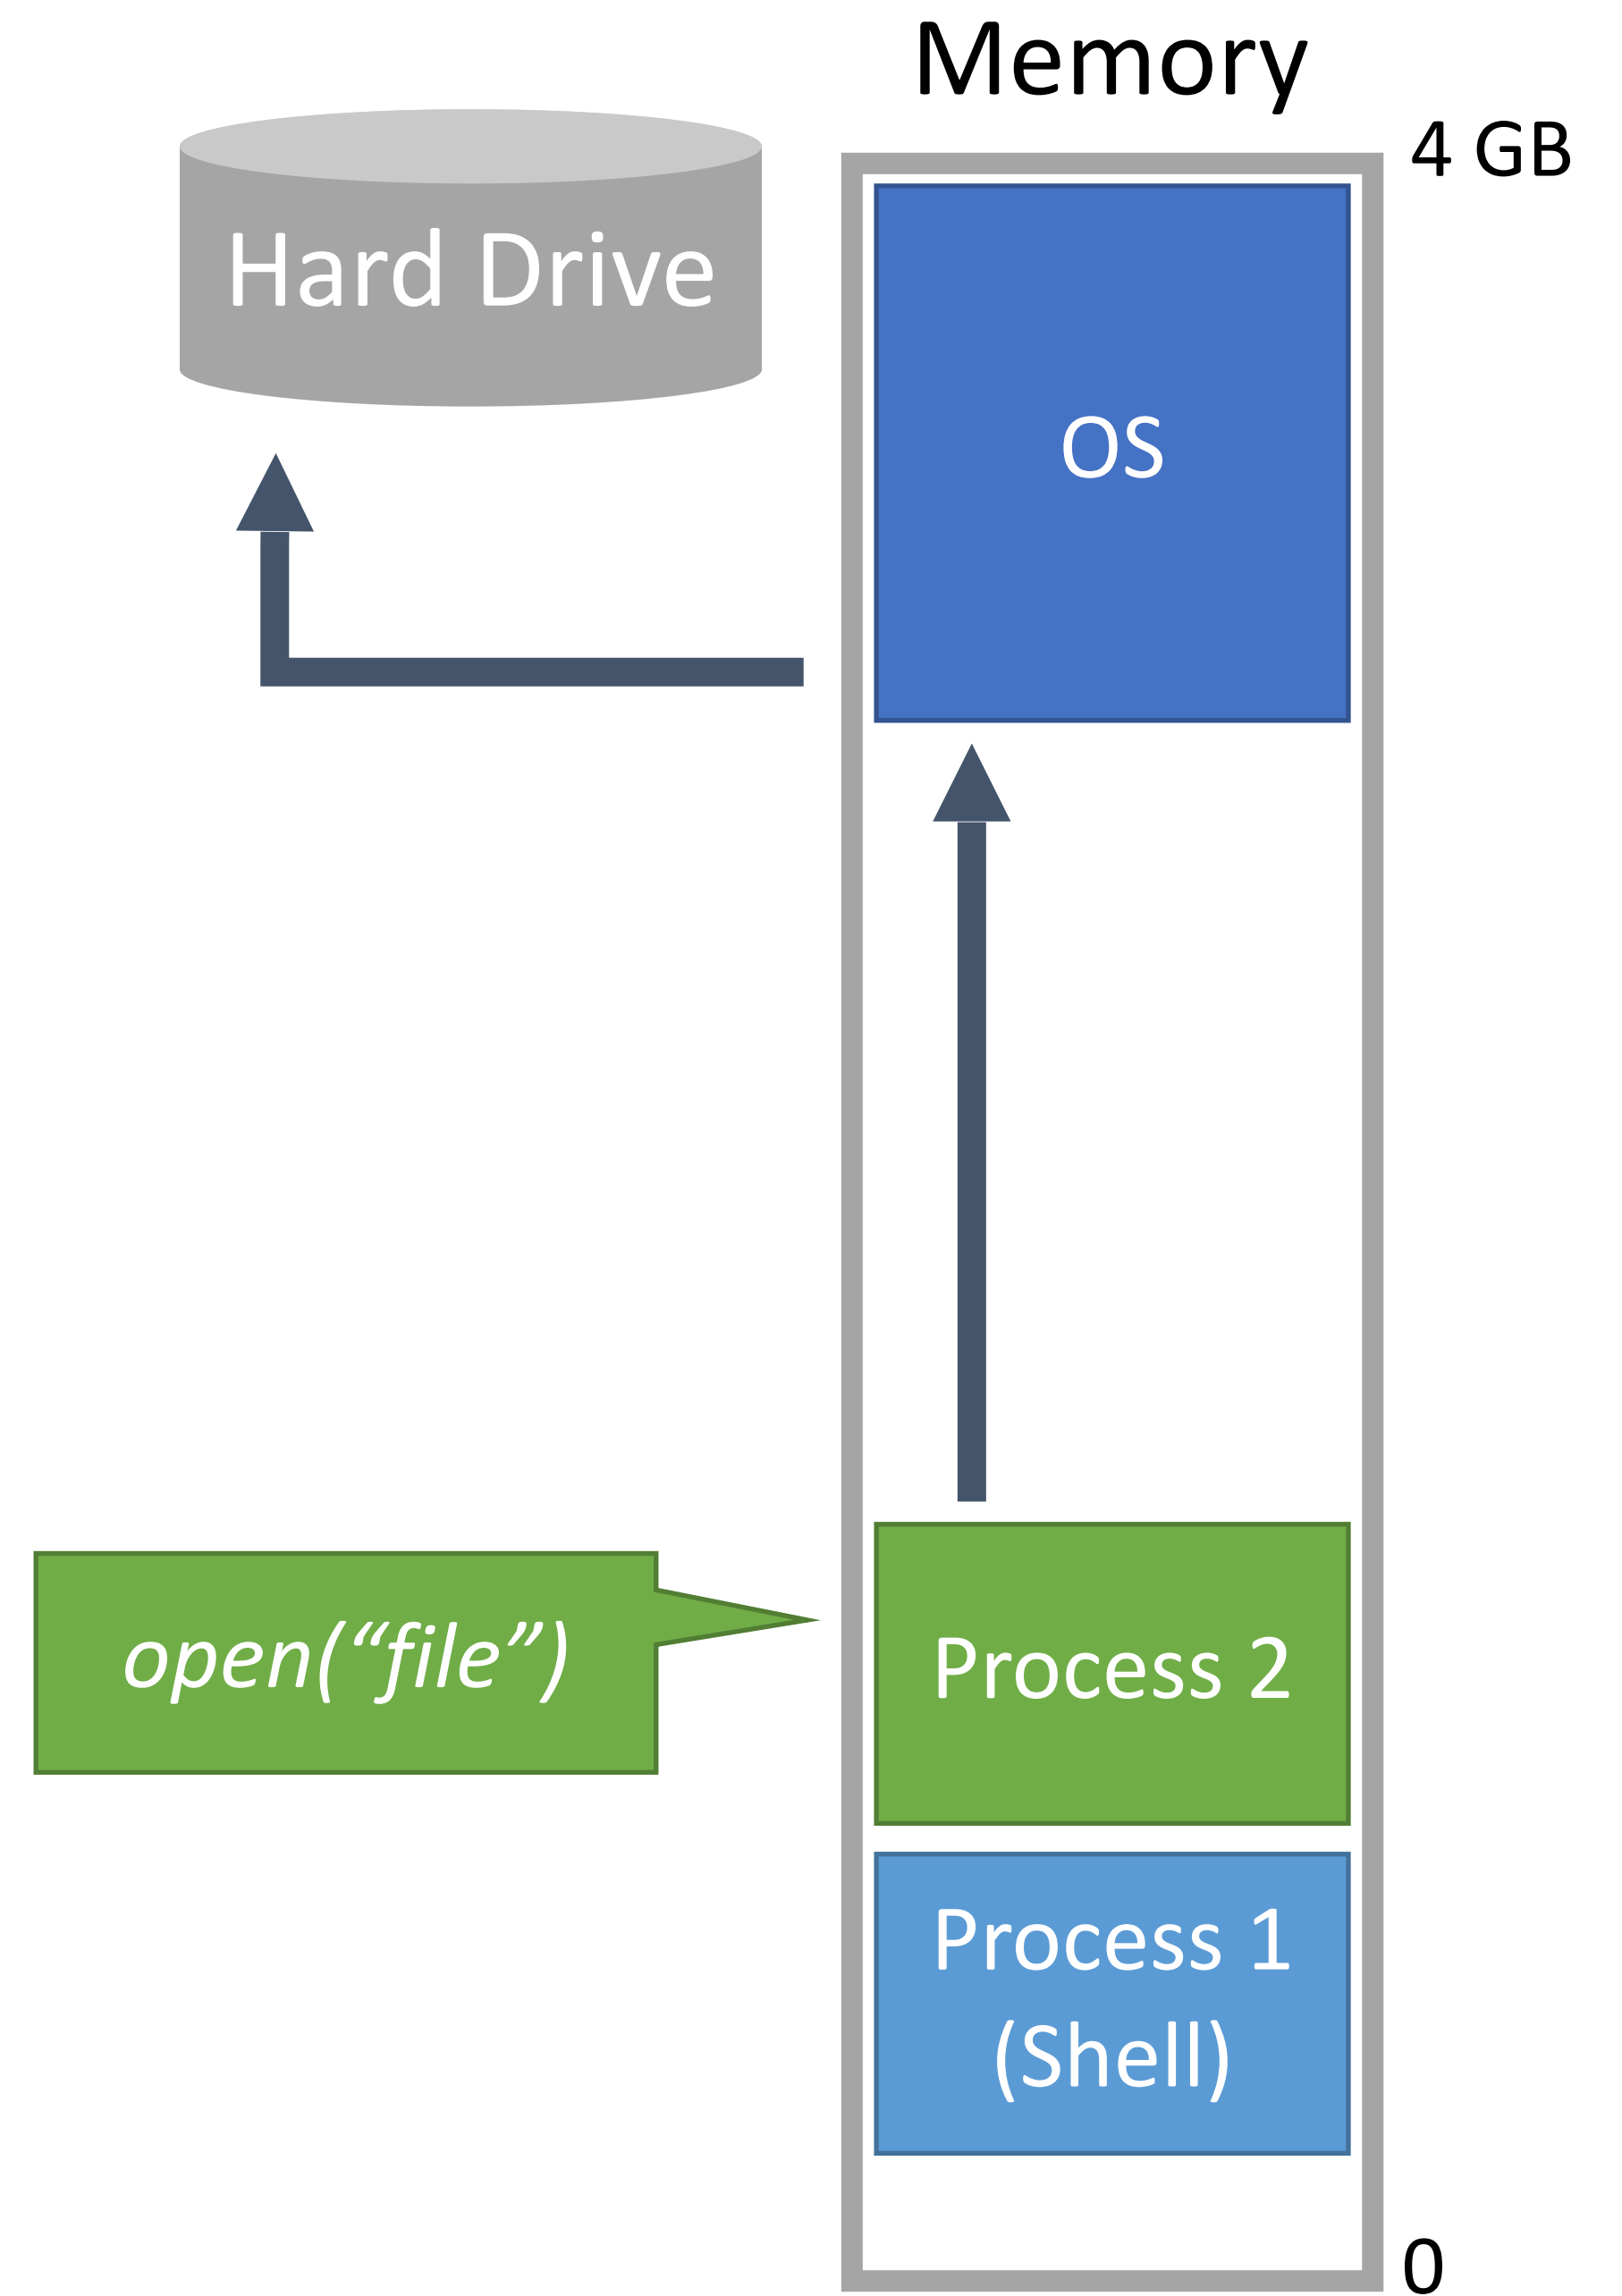 Memory
4 GB
Hard Drive
OS
open(“file”)
Process 2
Process 1
(Shell)
0